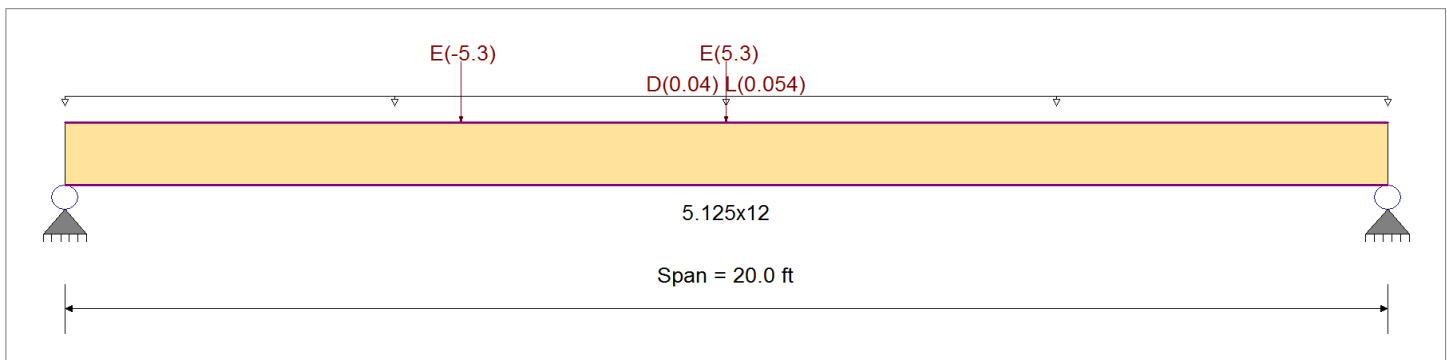 E(-5.3) E(5.3)
D(0.04) L(0.054)
5.125x12
Span = 20.0 ft